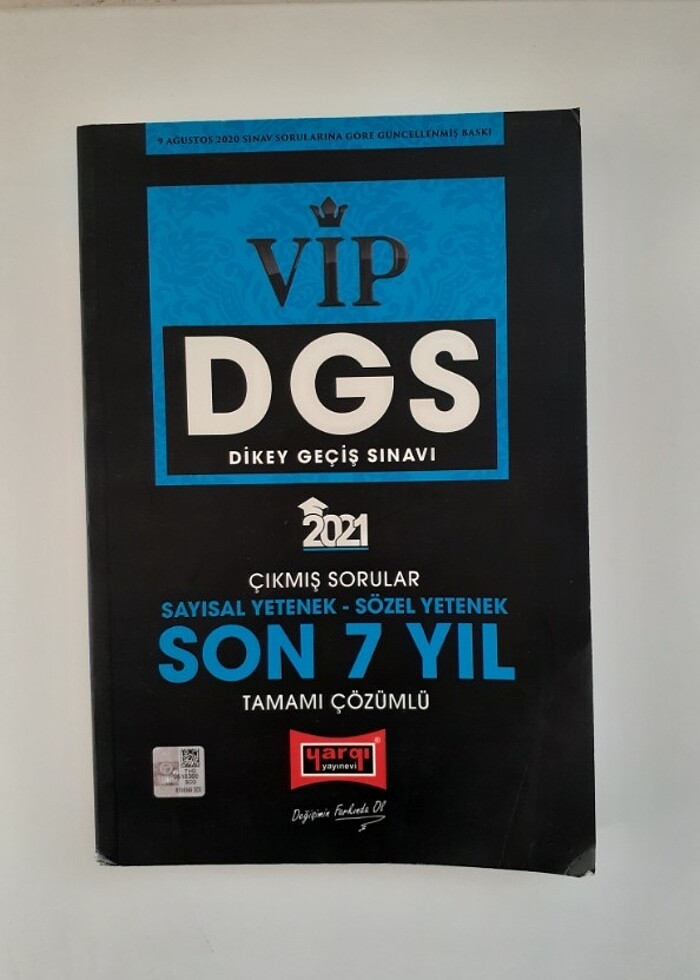 9 AĞUSTOS 2020 SINAV SORULARINA GÖRE GÜNCELLENMİŞ BASKI
VİP
DGS
DİKEY GEÇİŞ SINAVI
2021
ÇIKMIŞ SORULAR
SAYISAL YETENEK - SÖZEL YETENEK
SON 7 YIL
TAMAMI ÇÖZÜMLÜ
yargı
yayınevi
Değişimin Farkında Ol